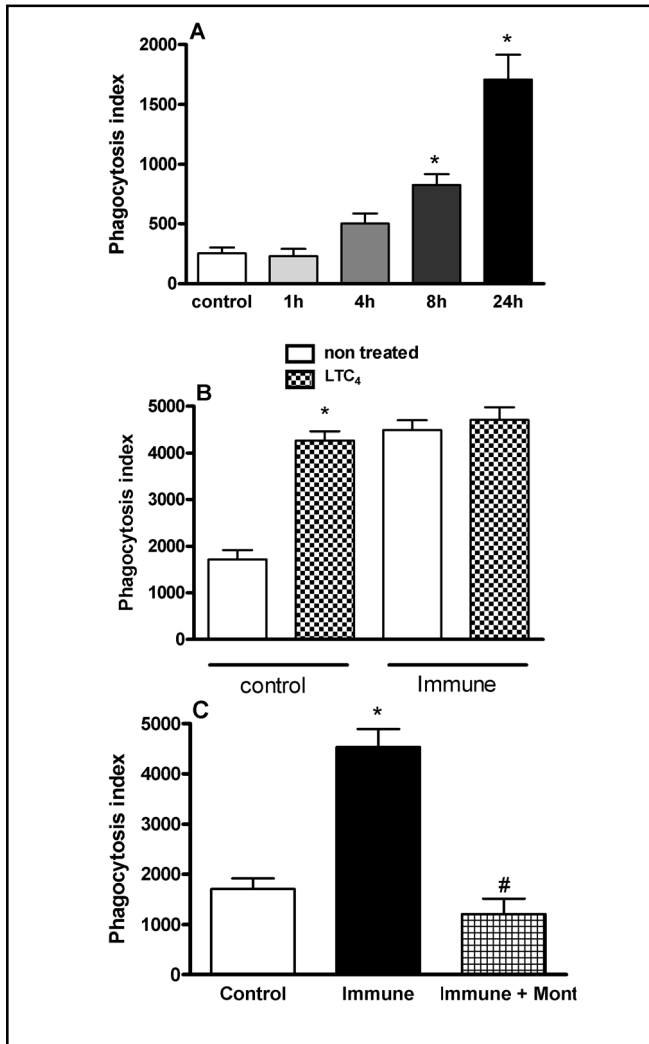 A
Phagocytosis index
2000
1500
1000
500
0
control 1h 4h 8h 24h
*
*
non treated
LTC₄
B
Phagocytosis index
5000
4000
3000
2000
1000
0
*
control Immune
C
Phagocytosis index
5000
4000
3000
2000
1000
0
*
#
Control Immune Immune + Mont